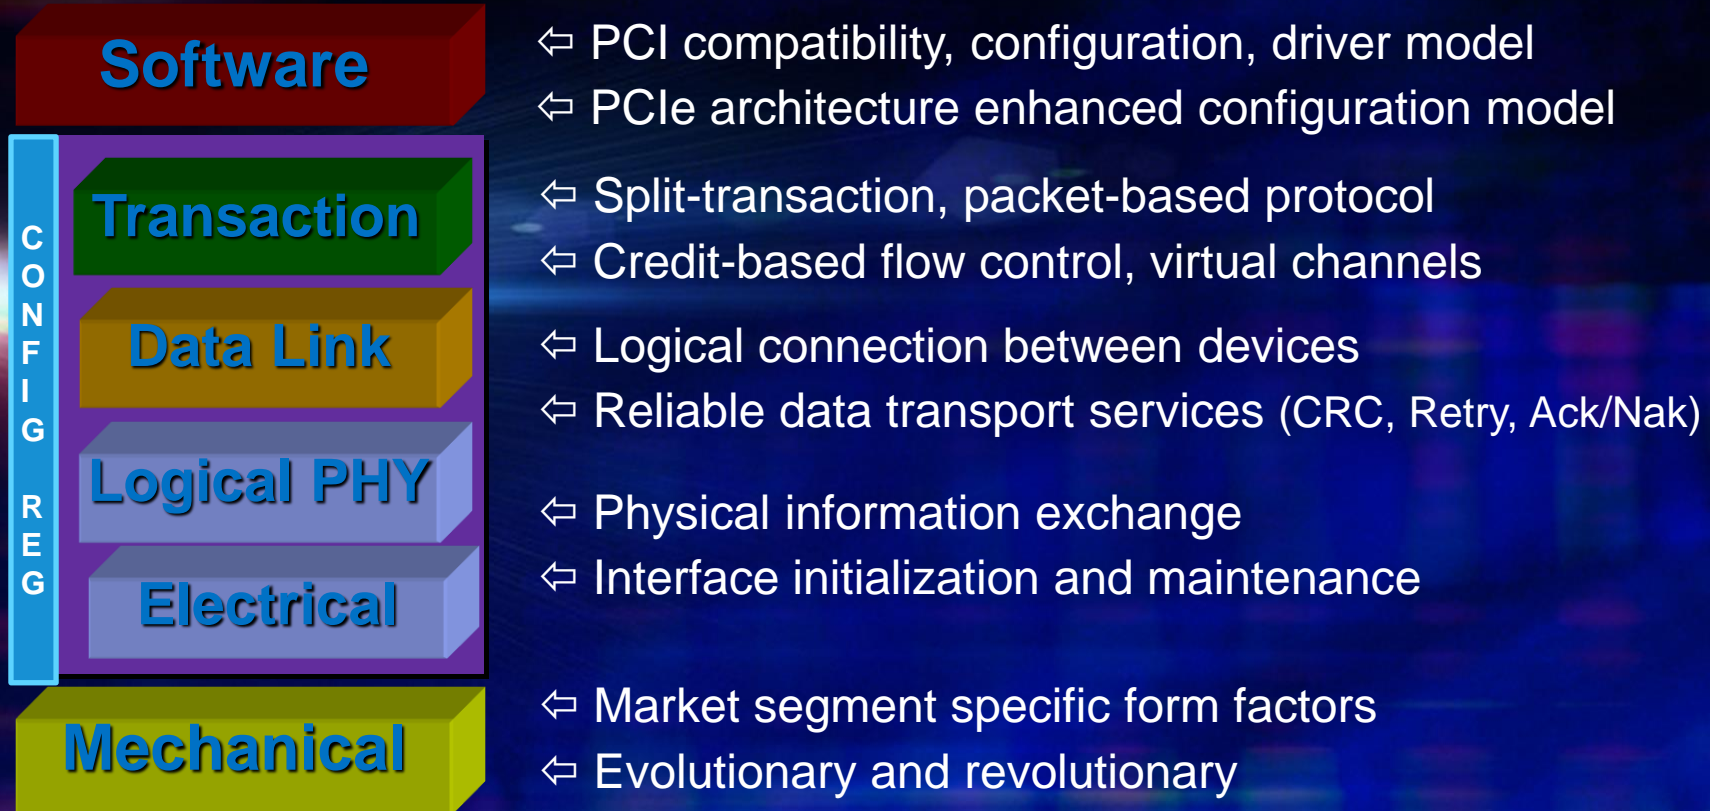 Software
⇦ PCI compatibility, configuration, driver model
⇦ PCIe architecture enhanced configuration model
CONFIG REG
Transaction
⇦ Split-transaction, packet-based protocol
⇦ Credit-based flow control, virtual channels
Data Link
⇦ Logical connection between devices
⇦ Reliable data transport services (CRC, Retry, Ack/Nak)
Logical PHY
⇦ Physical information exchange
Electrical
⇦ Interface initialization and maintenance
Mechanical
⇦ Market segment specific form factors
⇦ Evolutionary and revolutionary